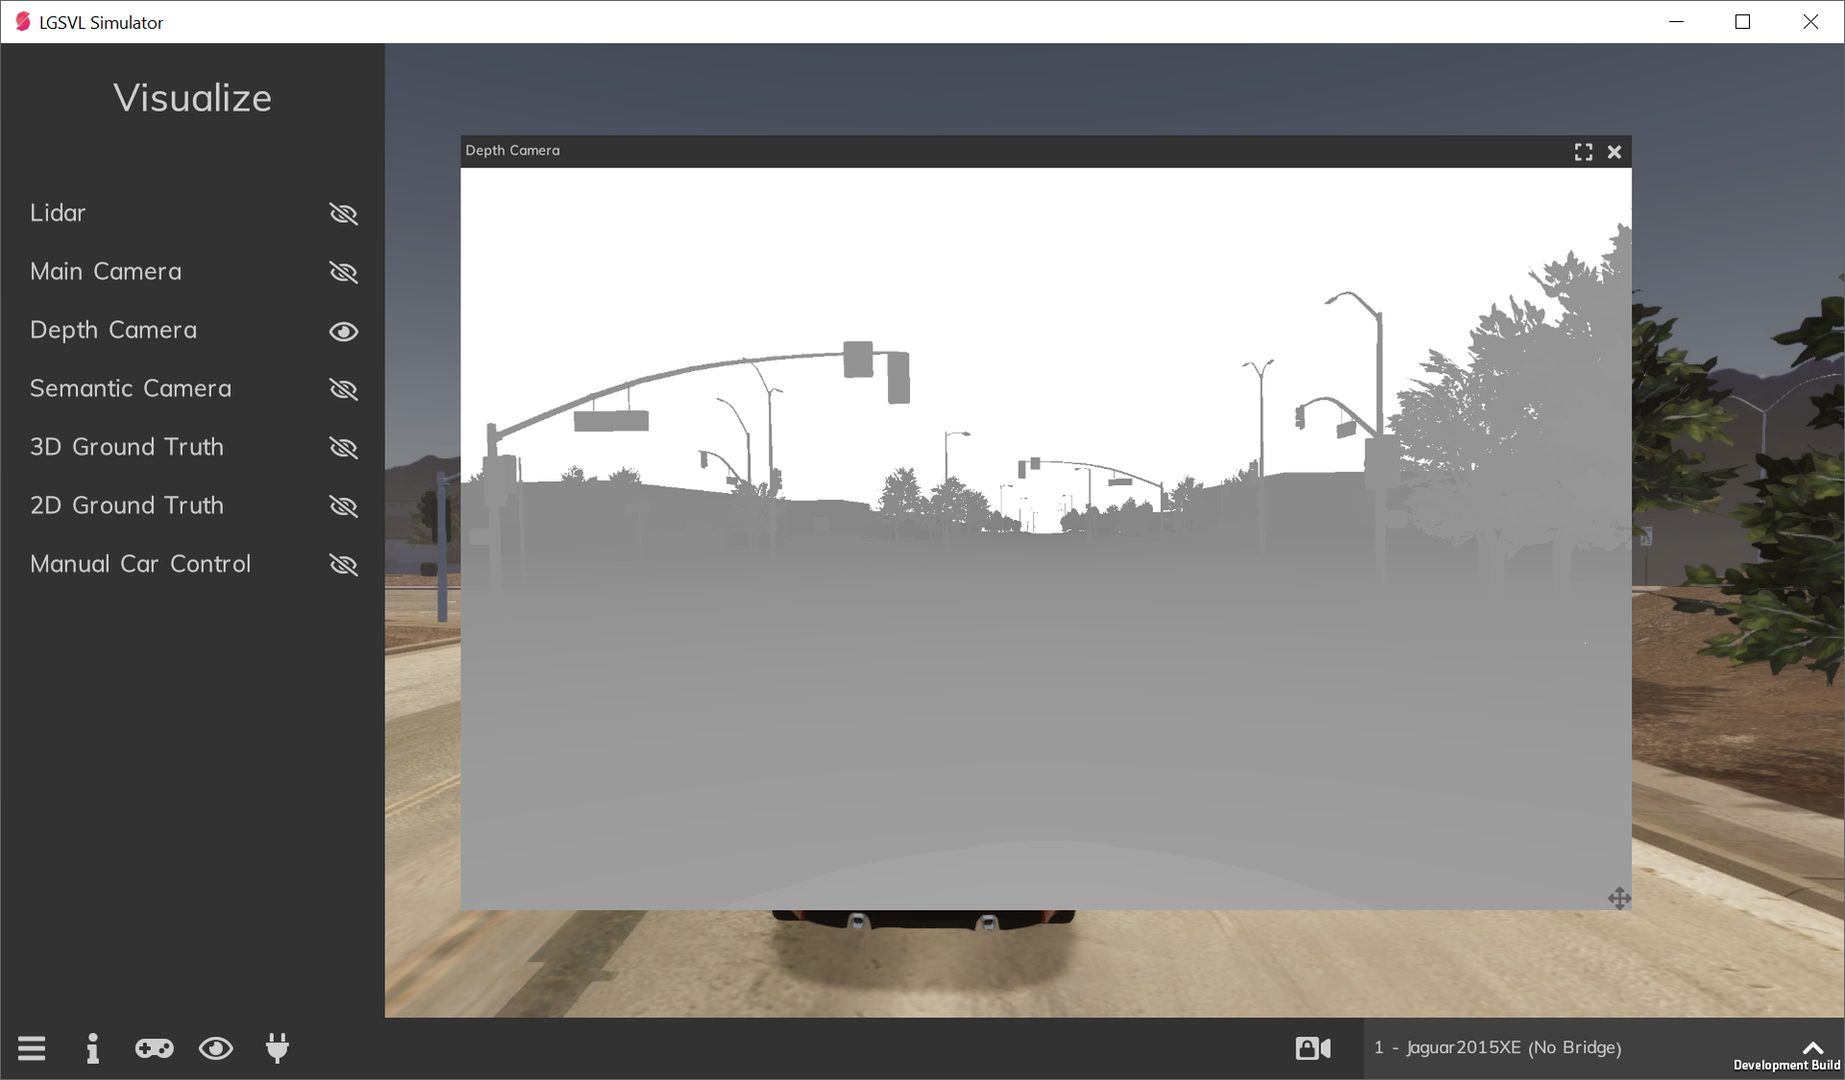 LGSVL Simulator
Visualize
Depth Camera
Lidar
Main Camera
Depth Camera
Semantic Camera
3D Ground Truth
2D Ground Truth
Manual Car Control
1 - Jaguar2015XE (No Bridge)
Development Build